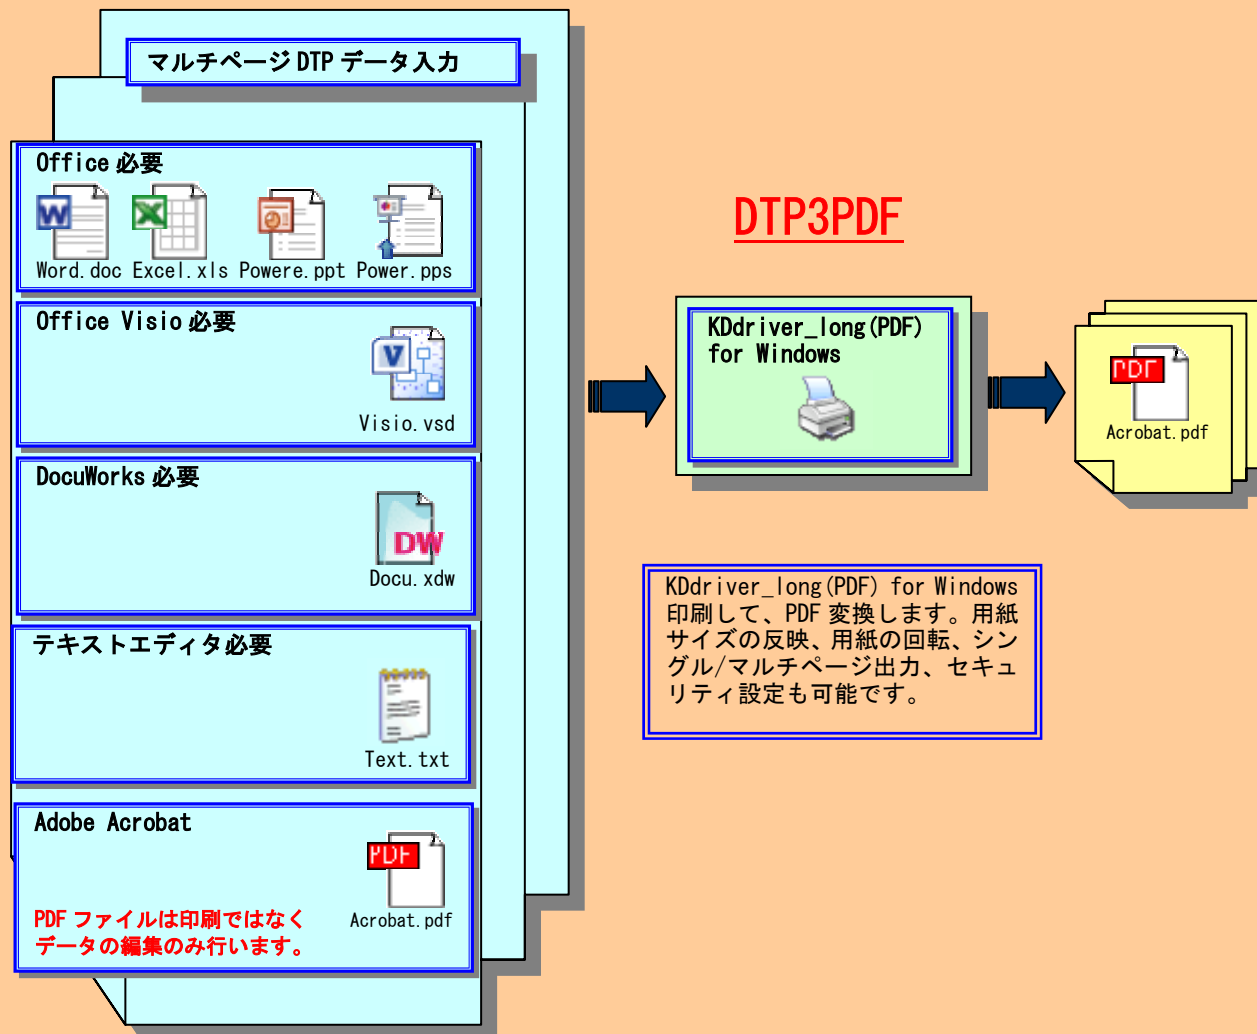 マルチページ DTP データ入力
Office 必要
Word.doc Excel.xls Powere.ppt Power.pps
Office Visio 必要
Visio.vsd
DocuWorks 必要
DW
Docu.xdw
テキストエディタ必要
Text.txt
Adobe Acrobat
PDF
Acrobat.pdf
PDF ファイルは印刷ではなく
データの編集のみ行います。
DTP3PDF
KDdriver_long(PDF)
for Windows
PDF
Acrobat.pdf
KDdriver_long(PDF) for Windows
印刷して、PDF 変換します。用紙
サイズの反映、用紙の回転、シン
グル/マルチページ出力、セキュ
リティ設定も可能です。